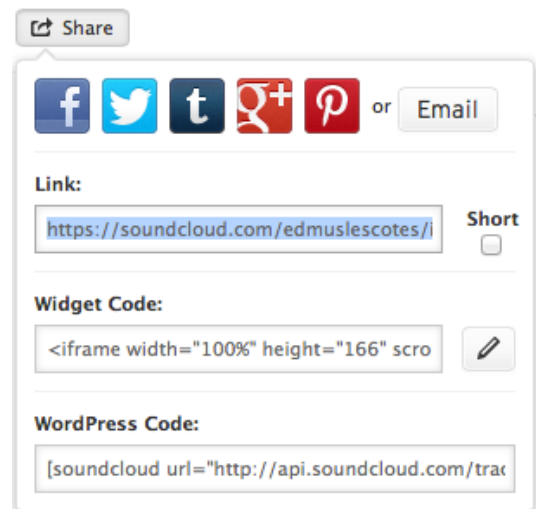 Share
f t g+ or Email
Link:
https://soundcloud.com/edmuslescotes/i
Short
Widget Code:
<iframe width="100%" height="166" scro
WordPress Code:
[soundcloud url="http://api.soundcloud.com/trac